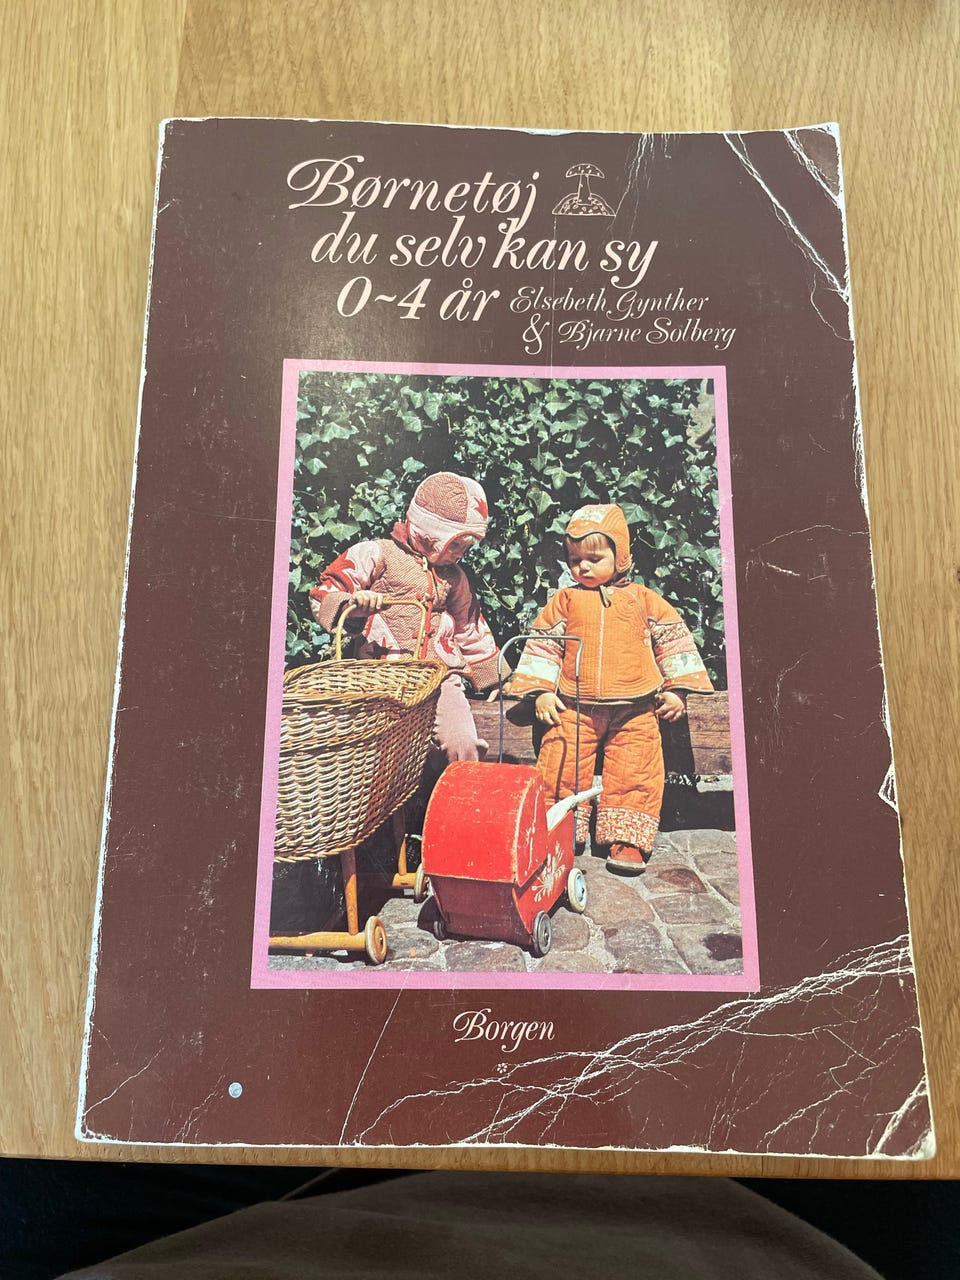 Børnetøj
du selv kan sy
0~4 år
Elsebeth Gynther
& Bjarne Solberg
Borgen